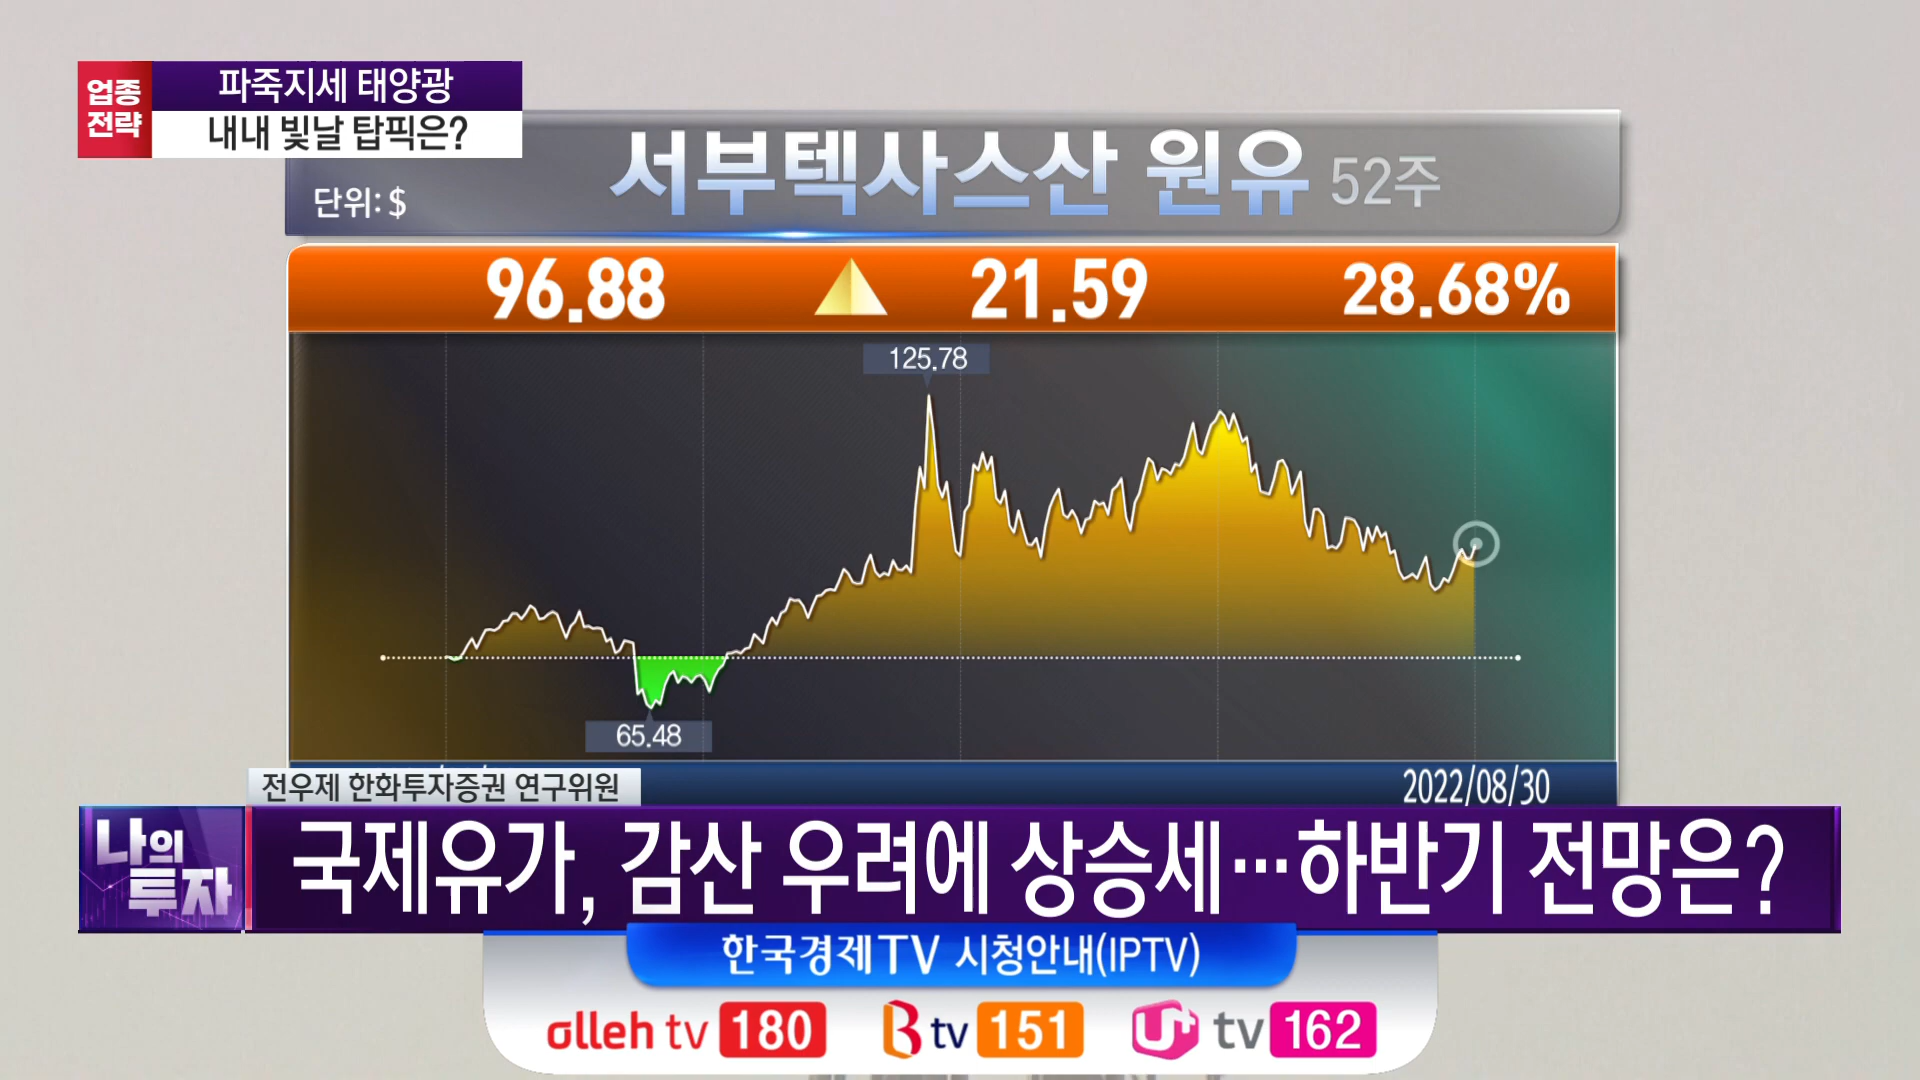 업종
전략
파죽지세 태양광
내내 빛날 탑픽은?
단위: $
서부텍사스산 원유 52주
96.88 21.59 28.68%
125.78
65.48
2022/08/30
전우제 한화투자증권 연구위원
나의
투자
국제유가, 감산 우려에 상승세…하반기 전망은?
한국경제TV 시청안내(IPTV)
olleh tv 180 B tv 151 U+ tv 162